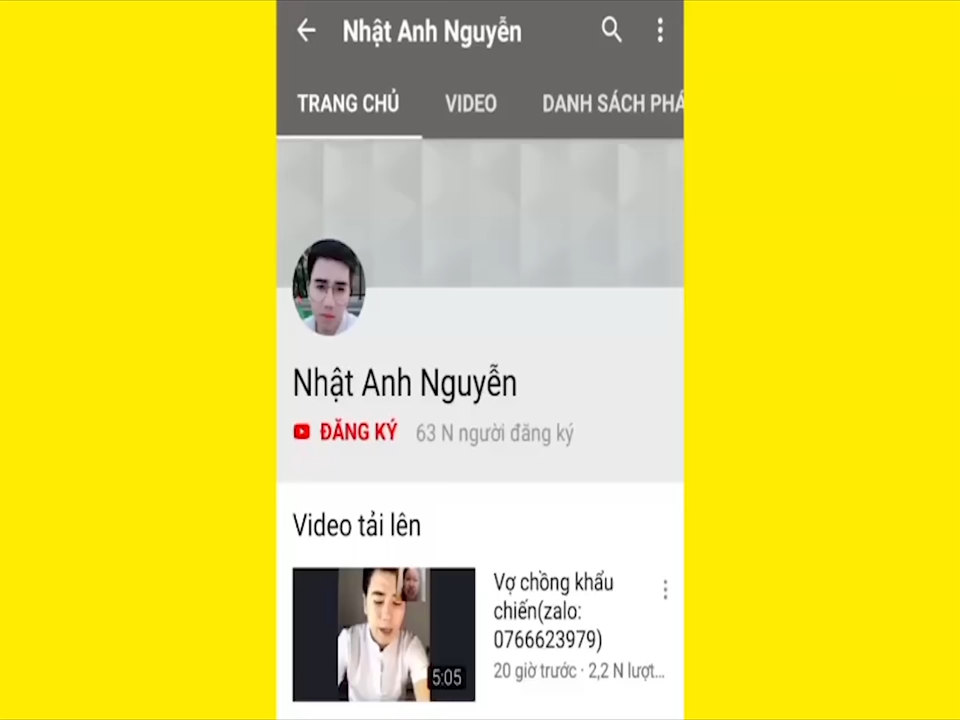 Nhật Anh Nguyễn
TRANG CHỦ VIDEO DANH SÁCH PHÁ
Nhật Anh Nguyễn
ĐĂNG KÝ 63 N người đăng ký
Video tải lên
Vợ chồng khẩu
chiến(zalo:
0766623979)
20 giờ trước · 2,2 N lượt...
5:05